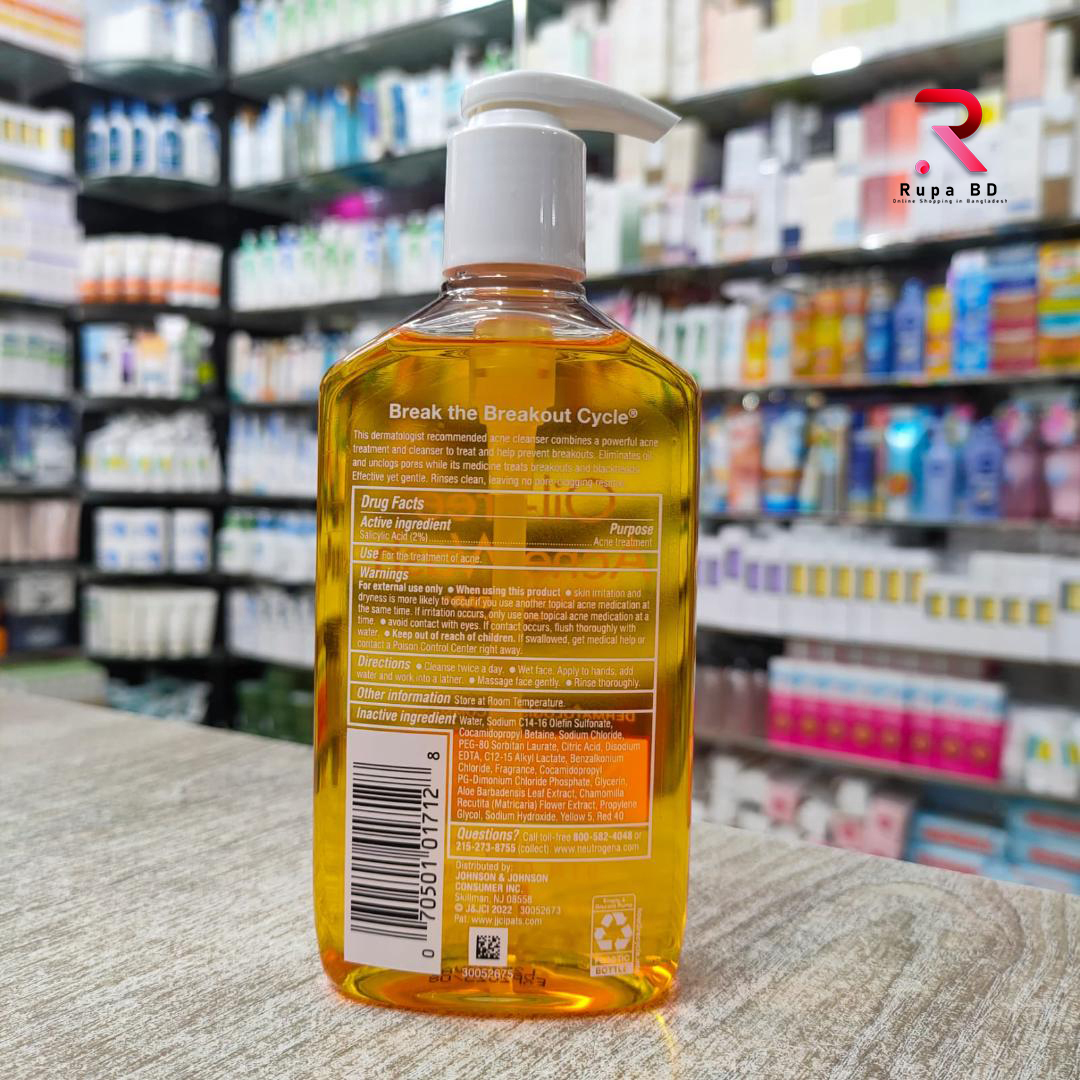 Rupa BD
Online Shopping in Bangladesh
Break the Breakout Cycle®
This dermatologist recommended acne cleanser combines a powerful acne
treatment and cleanser to treat and help prevent breakouts. Eliminates oil
and unclogs pores while its medicine treats breakouts and blackheads.
Effective yet gentle. Rinses clean, leaving no pore-clogging residue.
Drug Facts
Active ingredient Purpose
Salicylic Acid (2%) Acne treatment
Use For the treatment of acne.
Warnings
For external use only ● When using this product ● skin irritation and
dryness is more likely to occur if you use another topical acne medication at
the same time. If irritation occurs, only use one topical acne medication at a
time. ● avoid contact with eyes. If contact occurs, flush thoroughly with
water. ● Keep out of reach of children. If swallowed, get medical help or
contact a Poison Control Center right away.
Directions ● Cleanse twice a day. ● Wet face. Apply to hands, add
water and work into a lather. ● Massage face gently. ● Rinse thoroughly.
Other information Store at Room Temperature.
Inactive ingredient Water, Sodium C14-16 Olefin Sulfonate,
Cocamidopropyl Betaine, Sodium Chloride,
PEG-80 Sorbitan Laurate, Citric Acid, Disodium
EDTA, C12-15 Alkyl Lactate, Benzalkonium
Chloride, Fragrance, Cocamidopropyl
PG-Dimonium Chloride Phosphate, Glycerin,
Aloe Barbadensis Leaf Extract, Chamomilla
Recutita (Matricaria) Flower Extract, Propylene
Glycol, Sodium Hydroxide, Yellow 5, Red 40
Questions? Call toll-free 800-582-4048 or
215-273-8755 (collect). www.neutrogena.com
0 70501 01712 8
Distributed by:
JOHNSON & JOHNSON
CONSUMER INC.
Skillman, NJ 08558
© J&JCI 2022 30052673
Pat. www.jjcipats.com
30052675
PLASTIC
BOTTLE